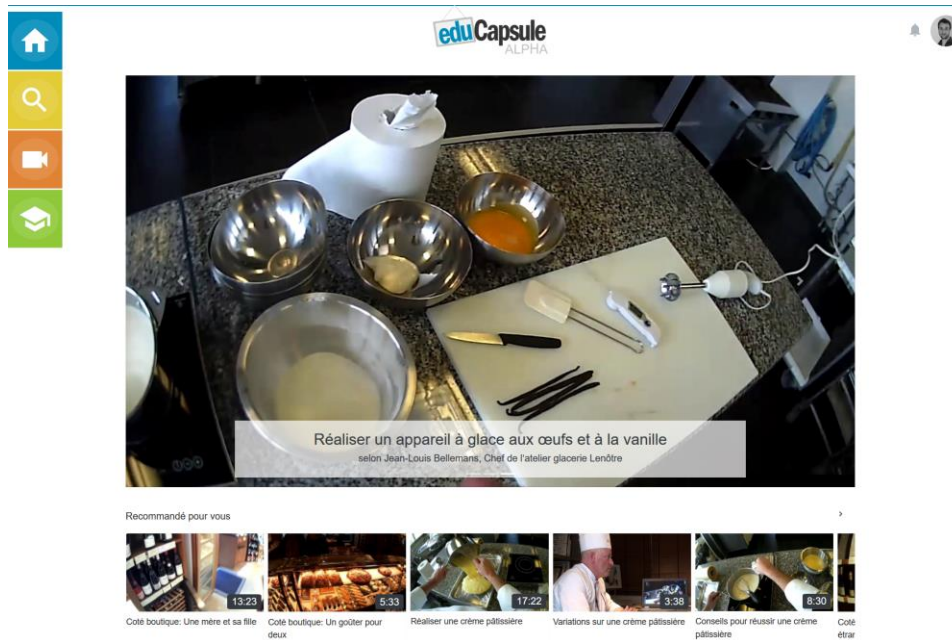 eduCapsule
ALPHA
Réaliser un appareil à glace aux œufs et à la vanille
selon Jean-Louis Bellemans, Chef de l'atelier glacerie Lenôtre
Recommandé pour vous
13:23
5:33
17:22
3:38
8:30
Coté boutique: Une mère et sa fille
Coté boutique: Un goûter pour
deux
Réaliser une crème pâtissière
Variations sur une crème pâtissière
Conseils pour réussir une crème
pâtissière
Coté
étran